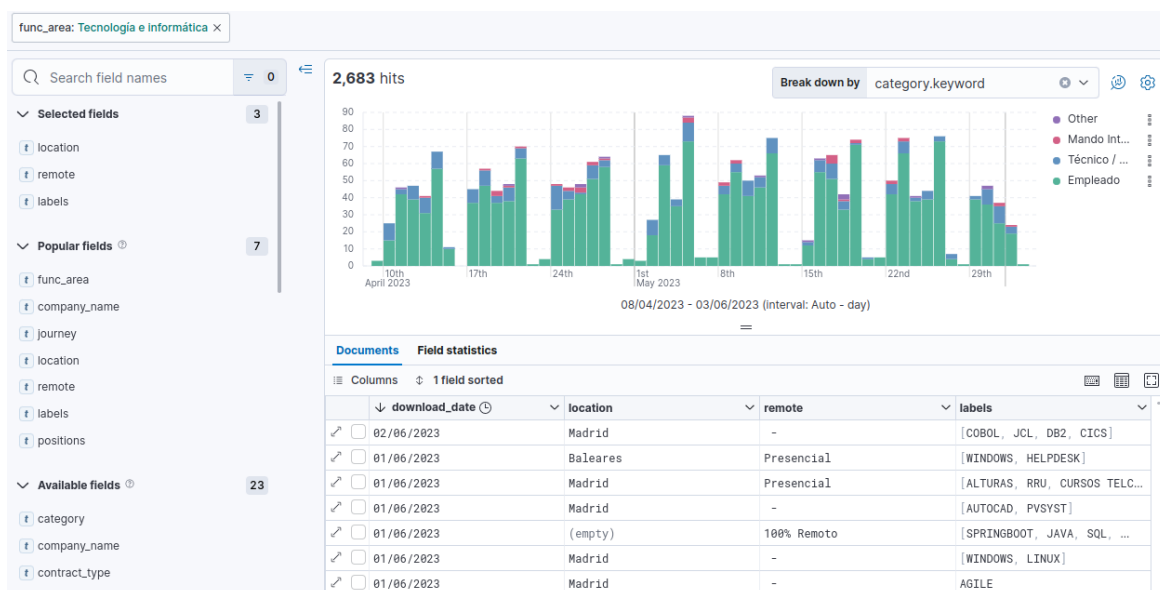 func_area: Tecnología e informática ×
Search field names 0
Selected fields 3
t location
t remote
t labels
Popular fields 7
t func_area
t company_name
t journey
t location
t remote
t labels
t positions
Available fields 23
t category
t company_name
t contract_type
2,683 hits
Break down by category.keyword
90
80
70
60
50
40
30
20
10
0
10th 17th 24th 1st 8th 15th 22nd 29th
April 2023 May 2023
Other
Mando Int...
Técnico / ...
Empleado
08/04/2023 - 03/06/2023 (interval: Auto - day)
Documents Field statistics
Columns 1 field sorted
download_date location remote labels
02/06/2023 Madrid - [COBOL, JCL, DB2, CICS]
01/06/2023 Baleares Presencial [WINDOWS, HELPDESK]
01/06/2023 Madrid Presencial [ALTURAS, RRU, CURSOS TELC...
01/06/2023 Madrid - [AUTOCAD, PVSYST]
01/06/2023 (empty) 100% Remoto [SPRINGBOOT, JAVA, SQL, ...
01/06/2023 Madrid - [WINDOWS, LINUX]
01/06/2023 Madrid - AGILE